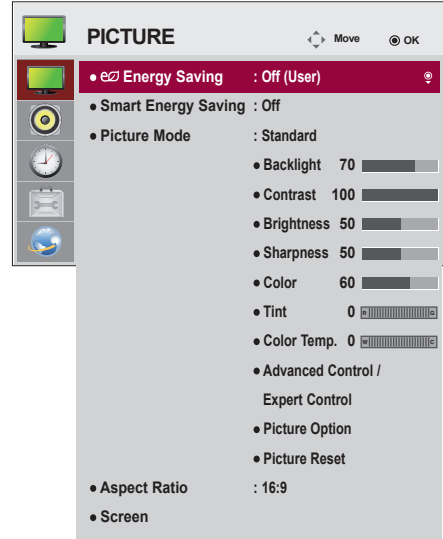 PICTURE Move OK
● eco Energy Saving : Off (User)
● Smart Energy Saving : Off
● Picture Mode : Standard
● Backlight 70
● Contrast 100
● Brightness 50
● Sharpness 50
● Color 60
● Tint 0 R G
● Color Temp. 0 W C
● Advanced Control /
Expert Control
● Picture Option
● Picture Reset
● Aspect Ratio : 16:9
● Screen